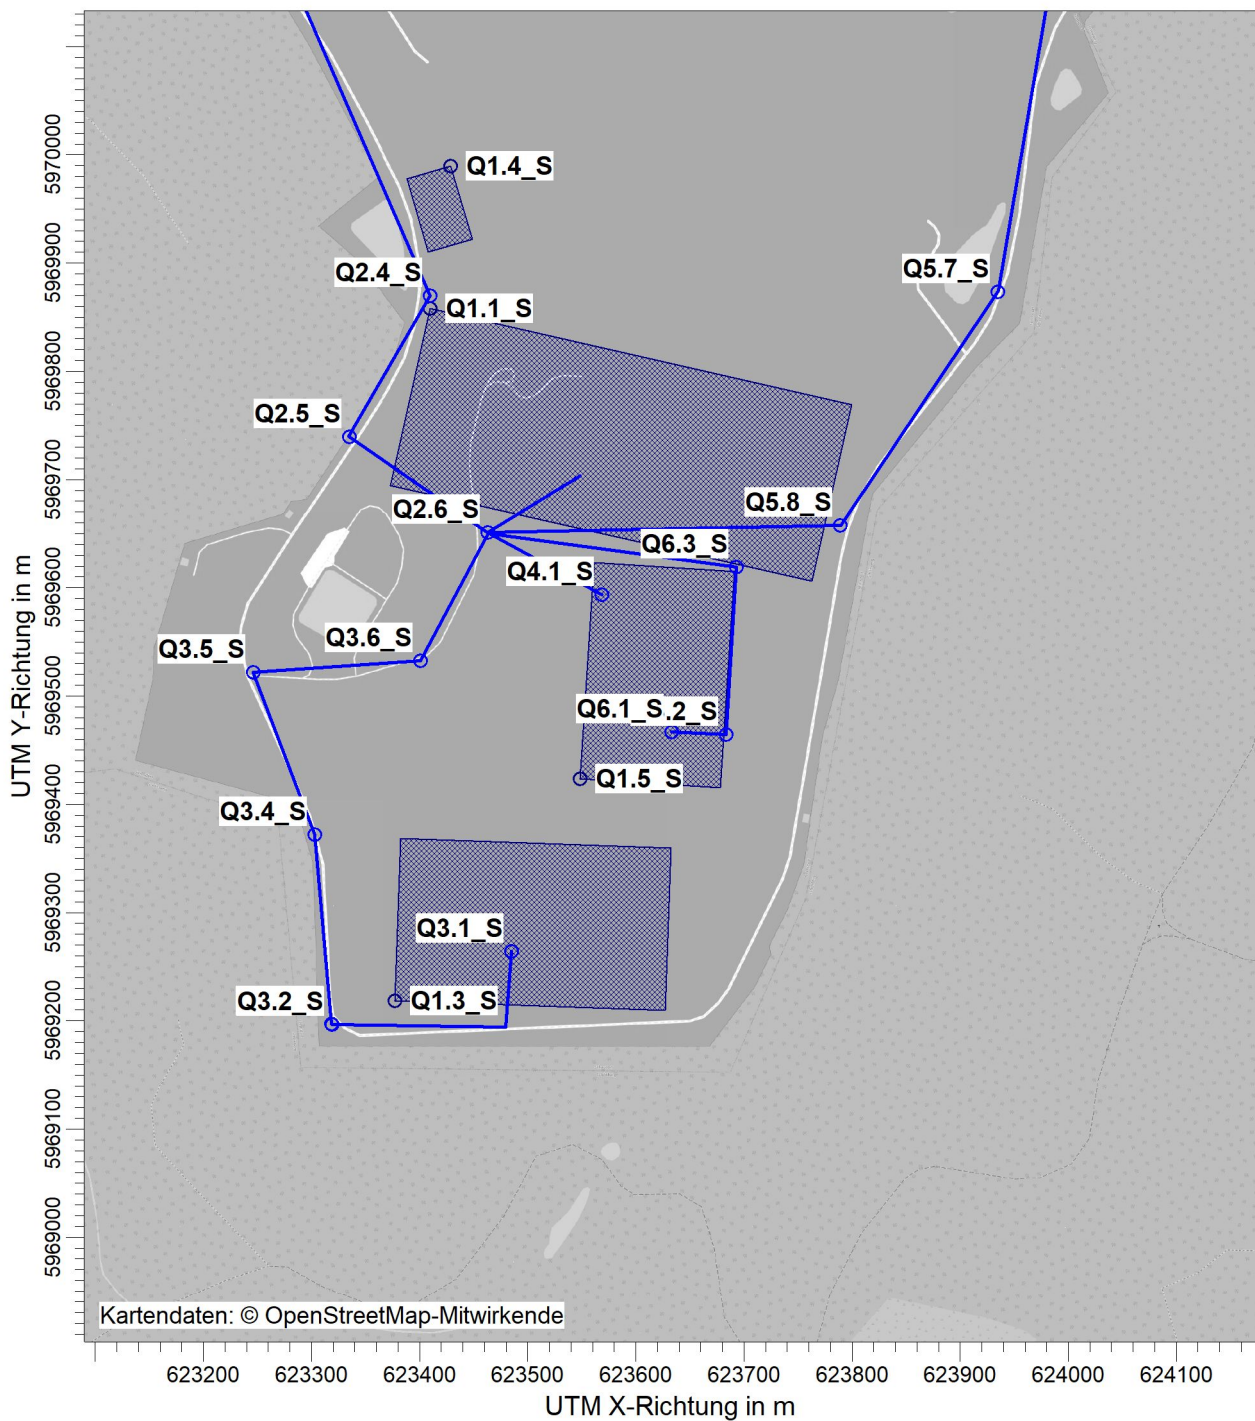 Q1.4_S
Q2.4_S
Q5.7_S
Q1.1_S
Q2.5_S
Q2.6_S
Q5.8_S
Q6.3_S
Q4.1_S
Q3.6_S
Q3.5_S
Q6.1_S .2_S
Q1.5_S
Q3.4_S
Q3.1_S
Q1.3_S
Q3.2_S
Kartendaten: © OpenStreetMap-Mitwirkende
5970000
5969900
5969800
5969700
5969600
5969500
5969400
5969300
5969200
5969100
5969000
UTM Y-Richtung in m
623200 623300 623400 623500 623600 623700 623800 623900 624000 624100
UTM X-Richtung in m